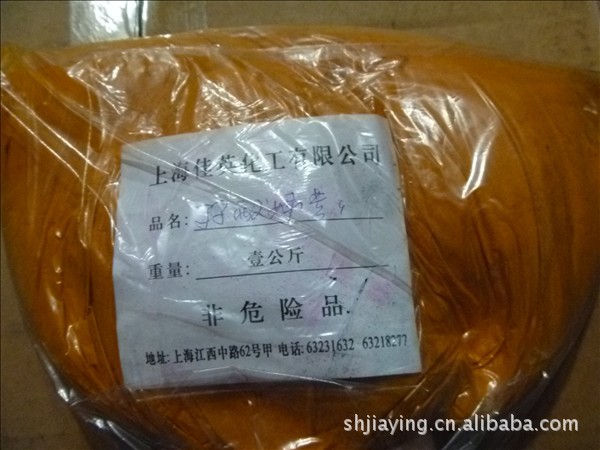 上海佳英化工有限公司
品名:
重量: 壹公斤
非危险品.
地址: 上海江西中路62号甲 电话: 63231632 63218277
shjiaying.cn.alibaba.com